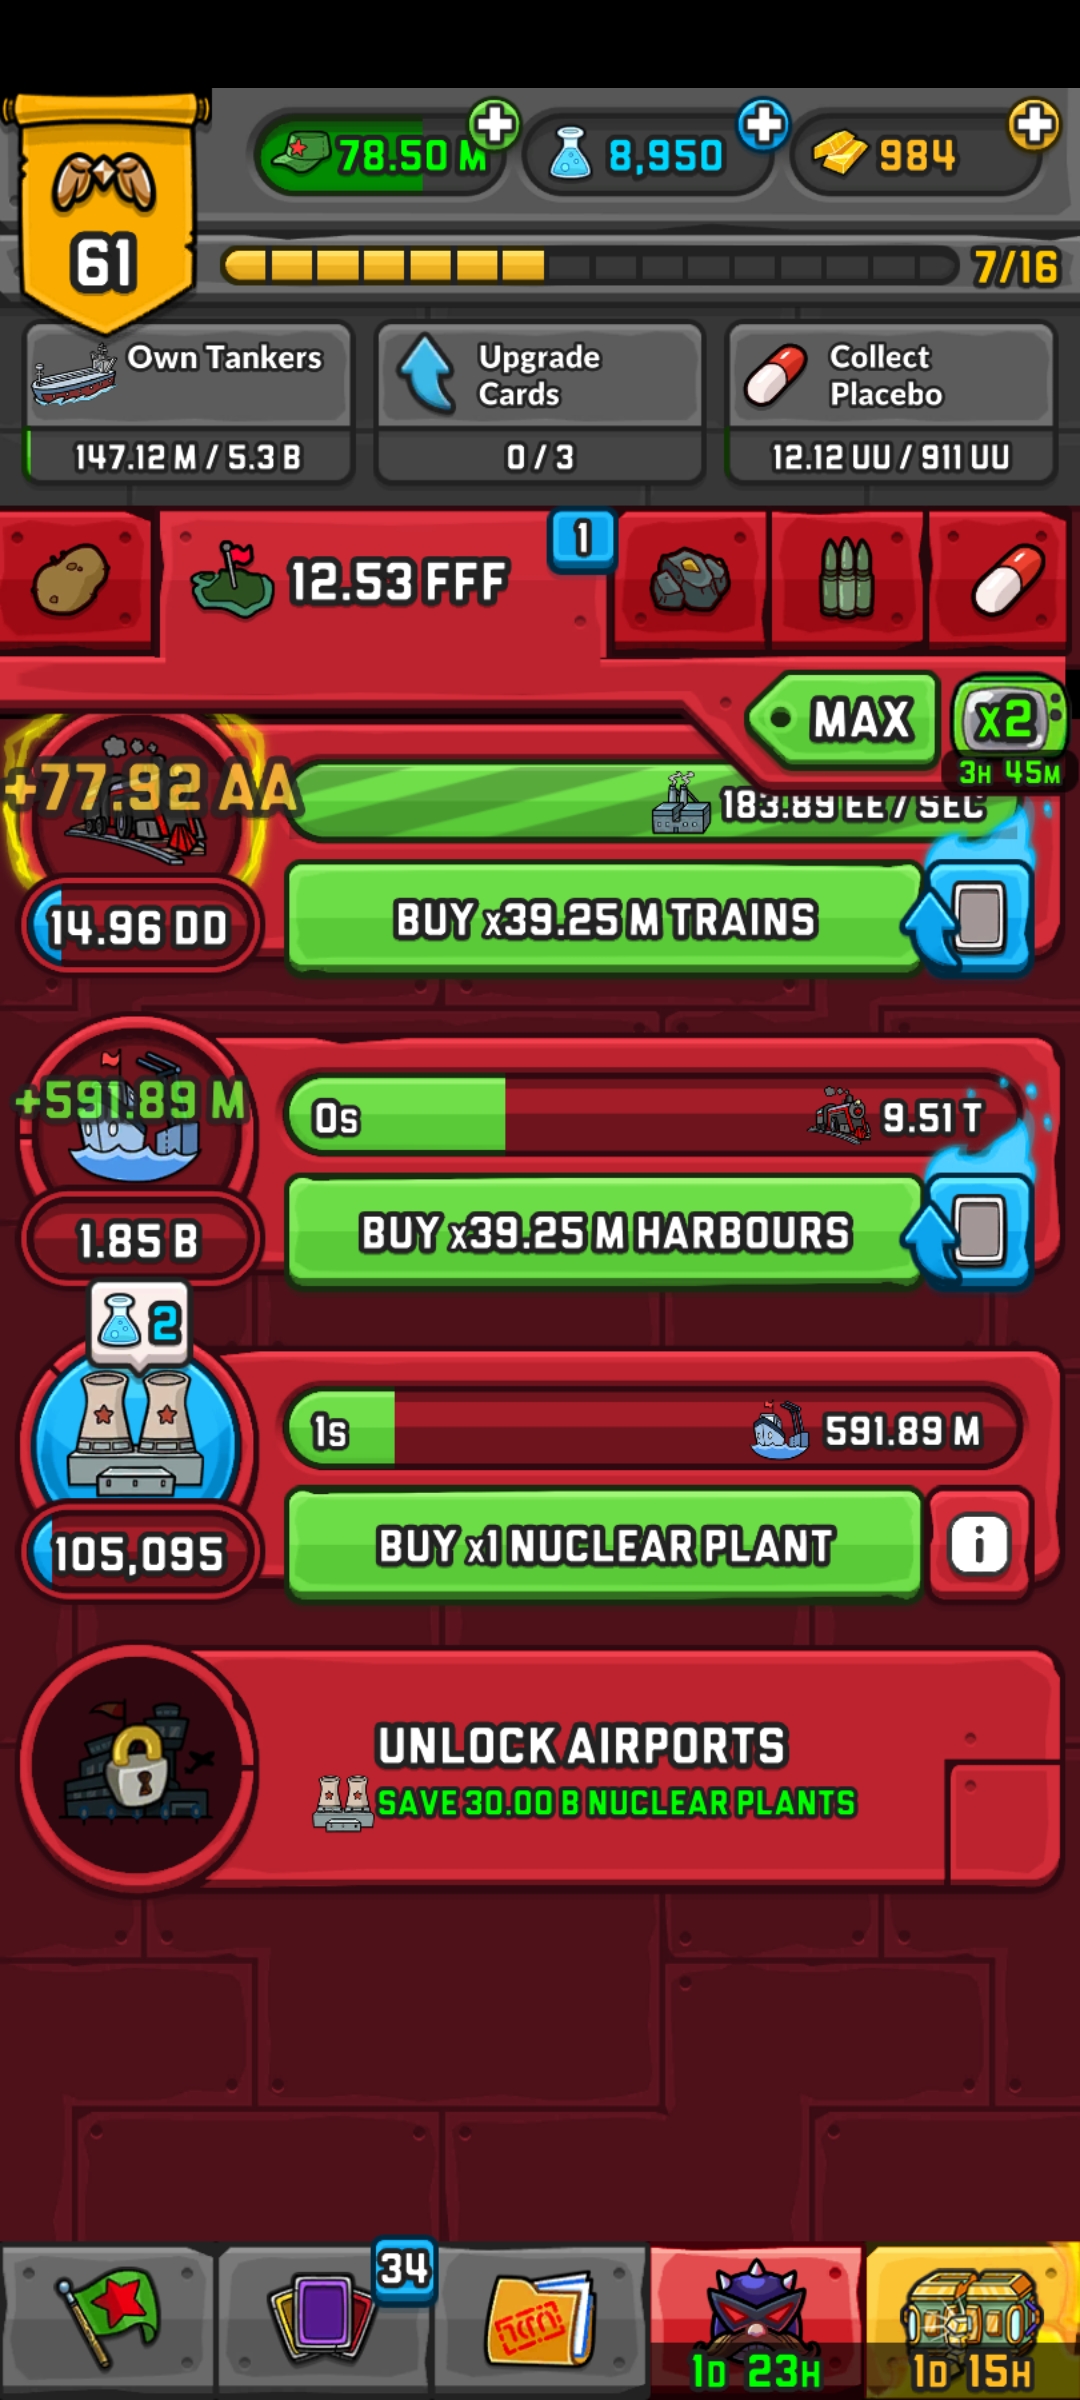 61
78.50 M
8,950
984
7/16
Own Tankers
147.12 M / 5.3 B
Upgrade
Cards
0 / 3
Collect
Placebo
12.12 UU / 911 UU
12.53 FFF
1
MAX
x2
3H 45M
+77.92 AA
183.89 EE / SEC
14.96 DD
BUY x39.25 M TRAINS
+591.89 M
0s
9.51 T
1.85 B
BUY x39.25 M HARBOURS
2
1s
591.89 M
105,095
BUY x1 NUCLEAR PLANT
i
UNLOCK AIRPORTS
SAVE 30.00 B NUCLEAR PLANTS
34
1D 23H
1D 15H